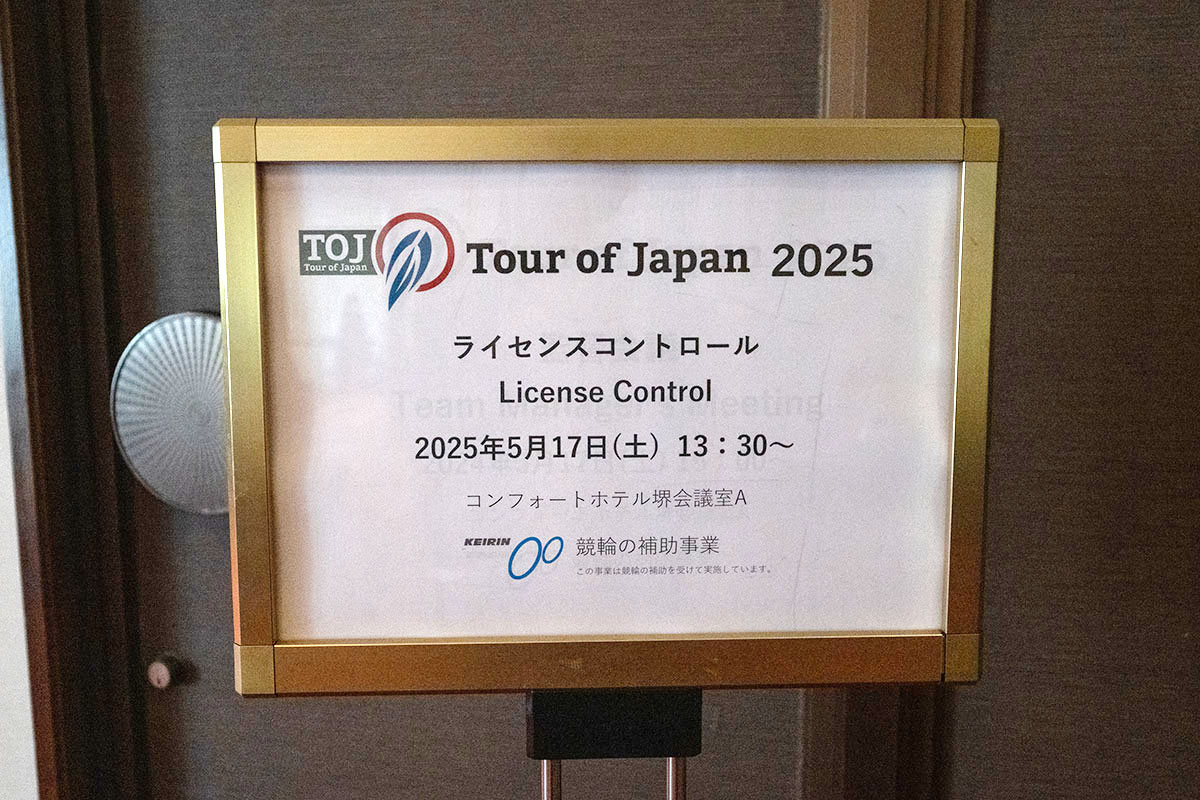 TOJ
Tour of Japan
Tour of Japan 2025
ライセンスコントロール
License Control
2025年5月17日(土) 13：30～
コンフォートホテル堺会議室A
KEIRIN
競輪の補助事業
この事業は競輪の補助を受けて実施しています。
Team Manager's Meeting